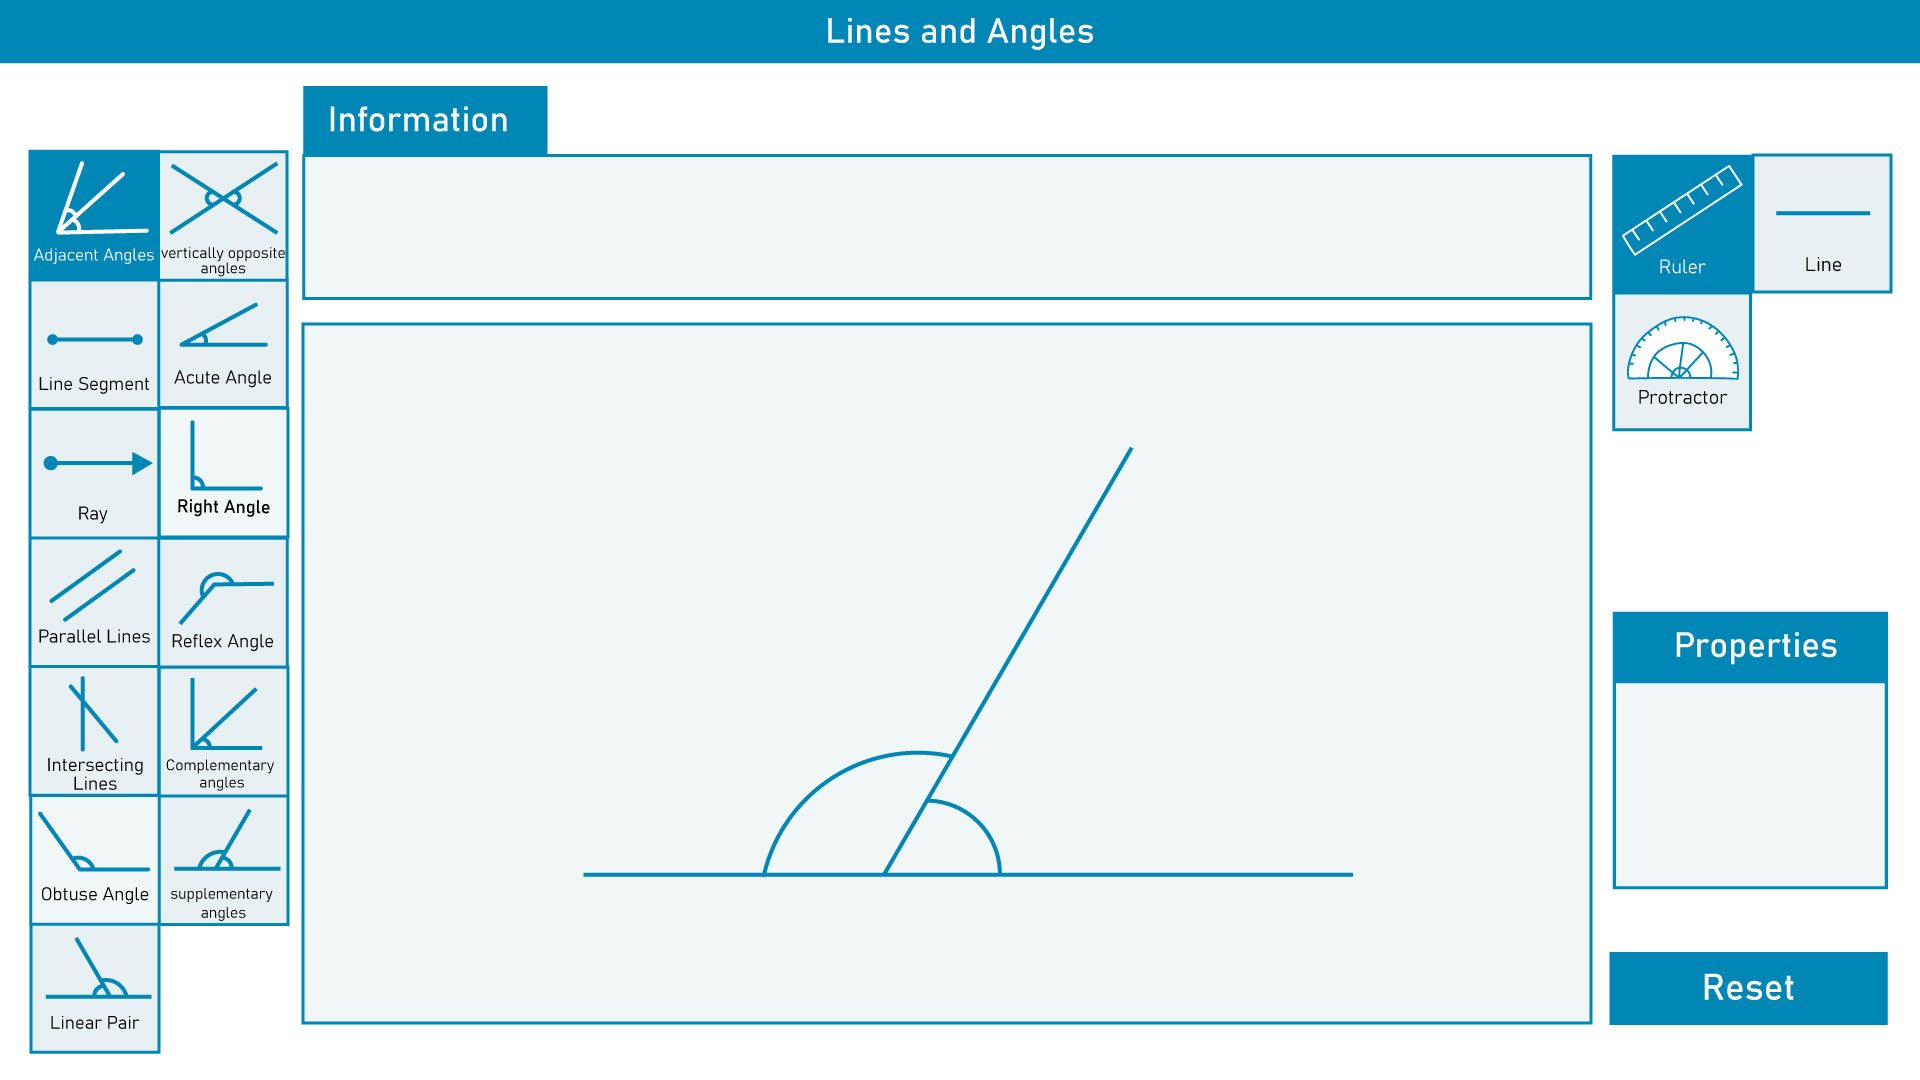 Lines and Angles
Information
Adjacent Angles
vertically opposite
angles
Ruler
Line
Line Segment
Acute Angle
Protractor
Ray
Right Angle
Parallel Lines
Reflex Angle
Properties
Intersecting
Lines
Complementary
angles
Obtuse Angle
supplementary
angles
Linear Pair
Reset